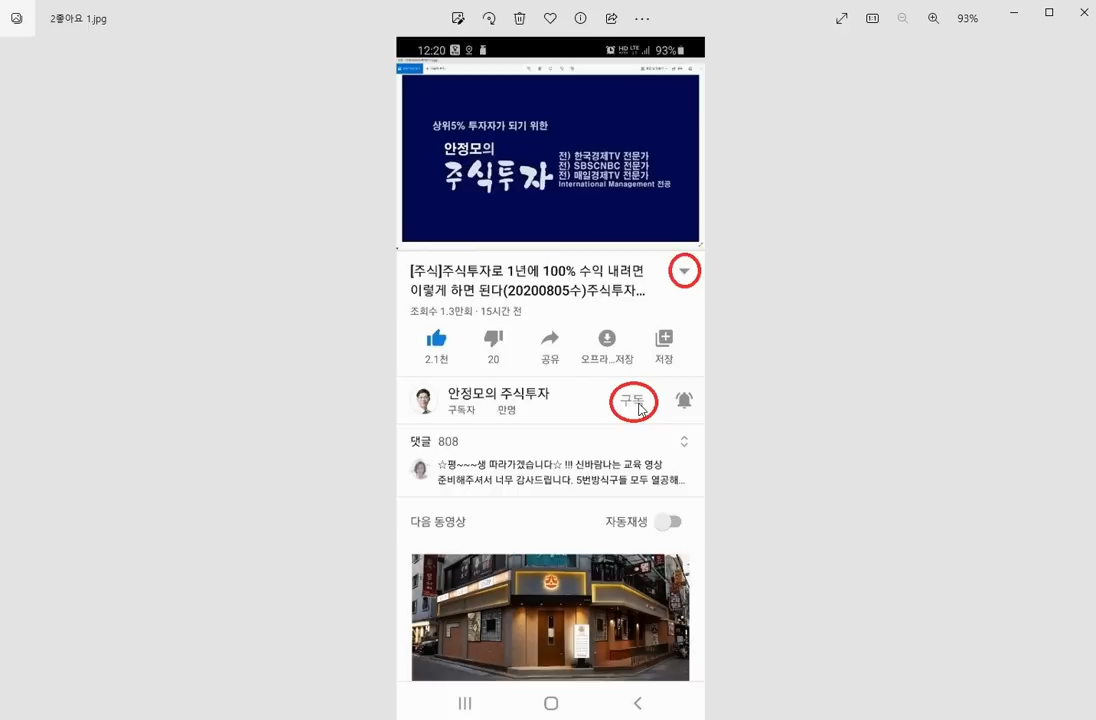 2좋아요 1.jpg
93%
12:20
HD LTE
93%
상위5% 투자자가 되기 위한
안정모의
주식투자
전) 한국경제TV 전문가
전) SBSCNBC 전문가
전) 매일경제TV 전문가
International Management 전공
[주식]주식투자로 1년에 100% 수익 내려면
이렇게 하면 된다(20200805수)주식투자...
조회수 1.3만회 · 15시간 전
2.1천
20
공유
오프라...저장
저장
안정모의 주식투자
구독
구독자 만명
댓글 808
☆평~~~생 따라가겠습니다☆ !!! 신바람나는 교육 영상
준비해주셔서 너무 감사드립니다. 5번방식구들 모두 열공해...
다음 동영상
자동재생